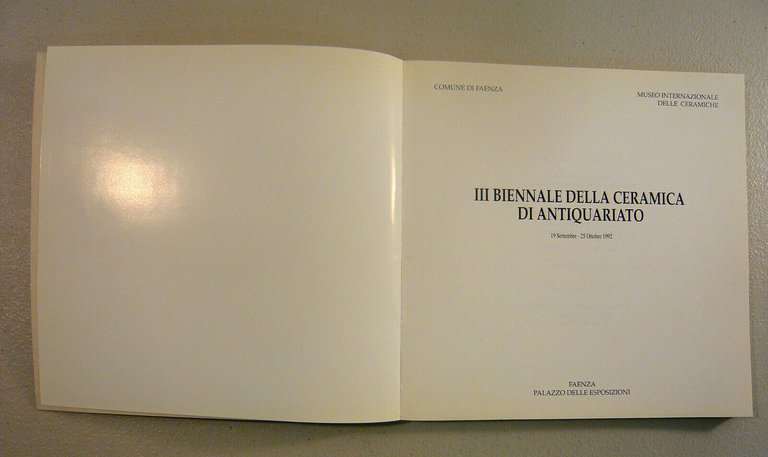 COMUNE DI FAENZA
MUSEO INTERNAZIONALE
DELLE CERAMICHE
III BIENNALE DELLA CERAMICA
DI ANTIQUARIATO
19 Settembre - 25 Ottobre 1992
FAENZA
PALAZZO DELLE ESPOSIZIONI